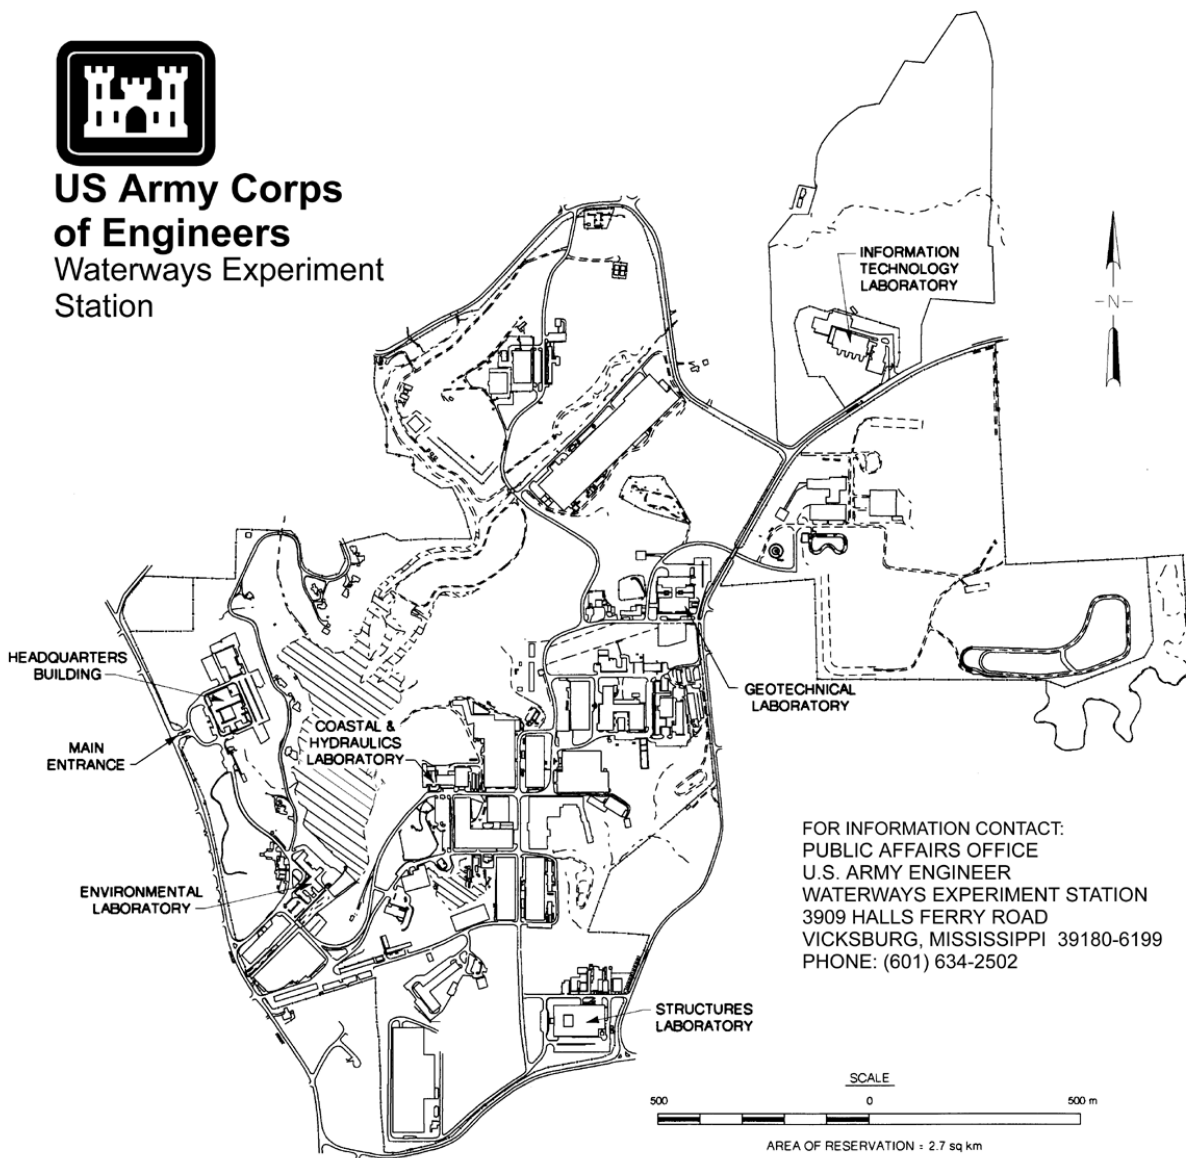 US Army Corps
of Engineers
Waterways Experiment
Station
INFORMATION
TECHNOLOGY
LABORATORY
N
HEADQUARTERS
BUILDING
MAIN
ENTRANCE
COASTAL &
HYDRAULICS
LABORATORY
GEOTECHNICAL
LABORATORY
ENVIRONMENTAL
LABORATORY
STRUCTURES
LABORATORY
FOR INFORMATION CONTACT:
PUBLIC AFFAIRS OFFICE
U.S. ARMY ENGINEER
WATERWAYS EXPERIMENT STATION
3909 HALLS FERRY ROAD
VICKSBURG, MISSISSIPPI 39180-6199
PHONE: (601) 634-2502
SCALE
500 0 500 m
AREA OF RESERVATION = 2.7 sq km